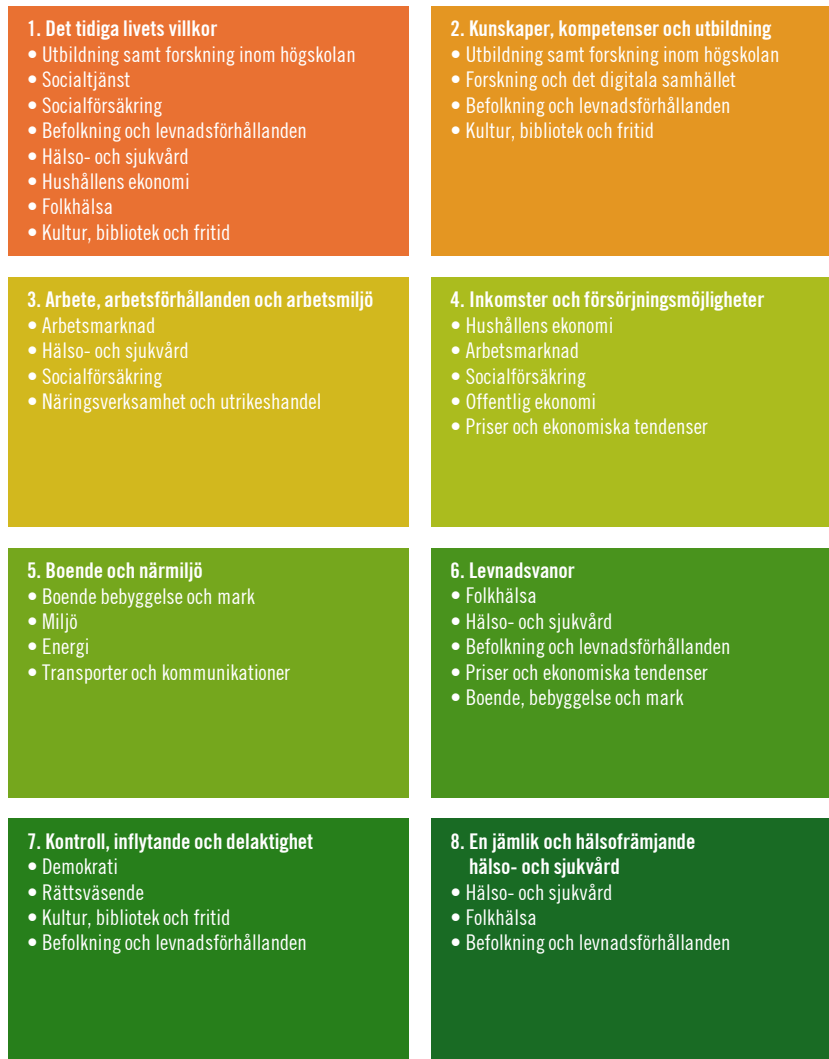 1. Det tidiga livets villkor
• Utbildning samt forskning inom högskolan
• Socialtjänst
• Socialförsäkring
• Befolkning och levnadsförhållanden
• Hälso- och sjukvård
• Hushållens ekonomi
• Folkhälsa
• Kultur, bibliotek och fritid
2. Kunskaper, kompetenser och utbildning
• Utbildning samt forskning inom högskolan
• Forskning och det digitala samhället
• Befolkning och levnadsförhållanden
• Kultur, bibliotek och fritid
3. Arbete, arbetsförhållanden och arbetsmiljö
• Arbetsmarknad
• Hälso- och sjukvård
• Socialförsäkring
• Näringsverksamhet och utrikeshandel
4. Inkomster och försörjningsmöjligheter
• Hushållens ekonomi
• Arbetsmarknad
• Socialförsäkring
• Offentlig ekonomi
• Priser och ekonomiska tendenser
5. Boende och närmiljö
• Boende bebyggelse och mark
• Miljö
• Energi
• Transporter och kommunikationer
6. Levnadsvanor
• Folkhälsa
• Hälso- och sjukvård
• Befolkning och levnadsförhållanden
• Priser och ekonomiska tendenser
• Boende, bebyggelse och mark
7. Kontroll, inflytande och delaktighet
• Demokrati
• Rättsväsende
• Kultur, bibliotek och fritid
• Befolkning och levnadsförhållanden
8. En jämlik och hälsofrämjande
hälso- och sjukvård
• Hälso- och sjukvård
• Folkhälsa
• Befolkning och levnadsförhållanden